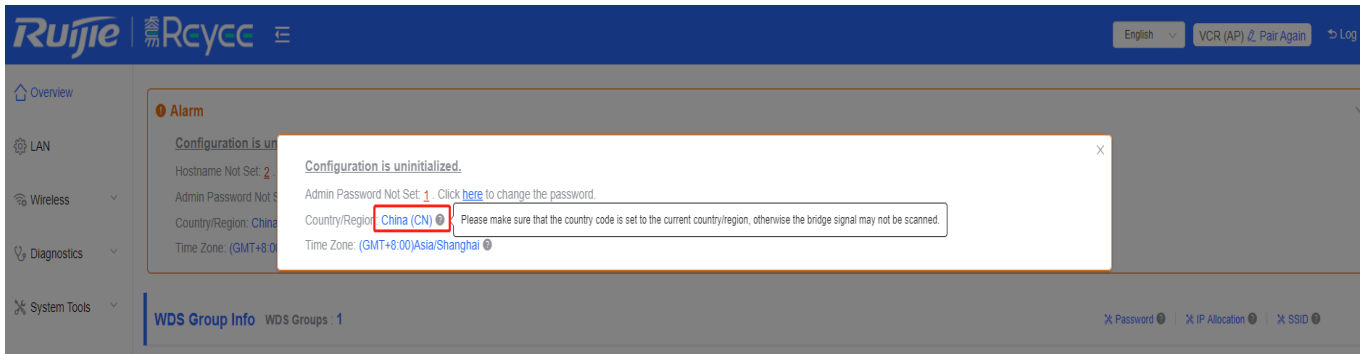 Ruijie 睿易 Reyee English VCR (AP) Pair Again Log
Overview
Alarm
LAN
Configuration is un
Hostname Not Set: 2 .
Wireless
Admin Password Not S
Country/Region: China
Diagnostics
Time Zone: (GMT+8:0
System Tools
X
Configuration is uninitialized.
Admin Password Not Set: 1 . Click here to change the password.
Country/Region: China (CN) Please make sure that the country code is set to the current country/region, otherwise the bridge signal may not be scanned.
Time Zone: (GMT+8:00)Asia/Shanghai
WDS Group Info WDS Groups : 1 Password IP Allocation SSID